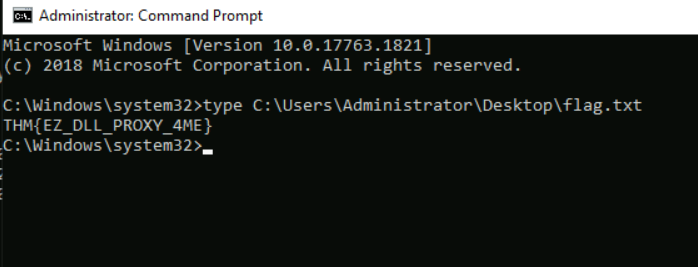 Administrator: Command Prompt
Microsoft Windows [Version 10.0.17763.1821]
(c) 2018 Microsoft Corporation. All rights reserved.
C:\Windows\system32>type C:\Users\Administrator\Desktop\flag.txt
THM{EZ_DLL_PROXY_4ME}
C:\Windows\system32>